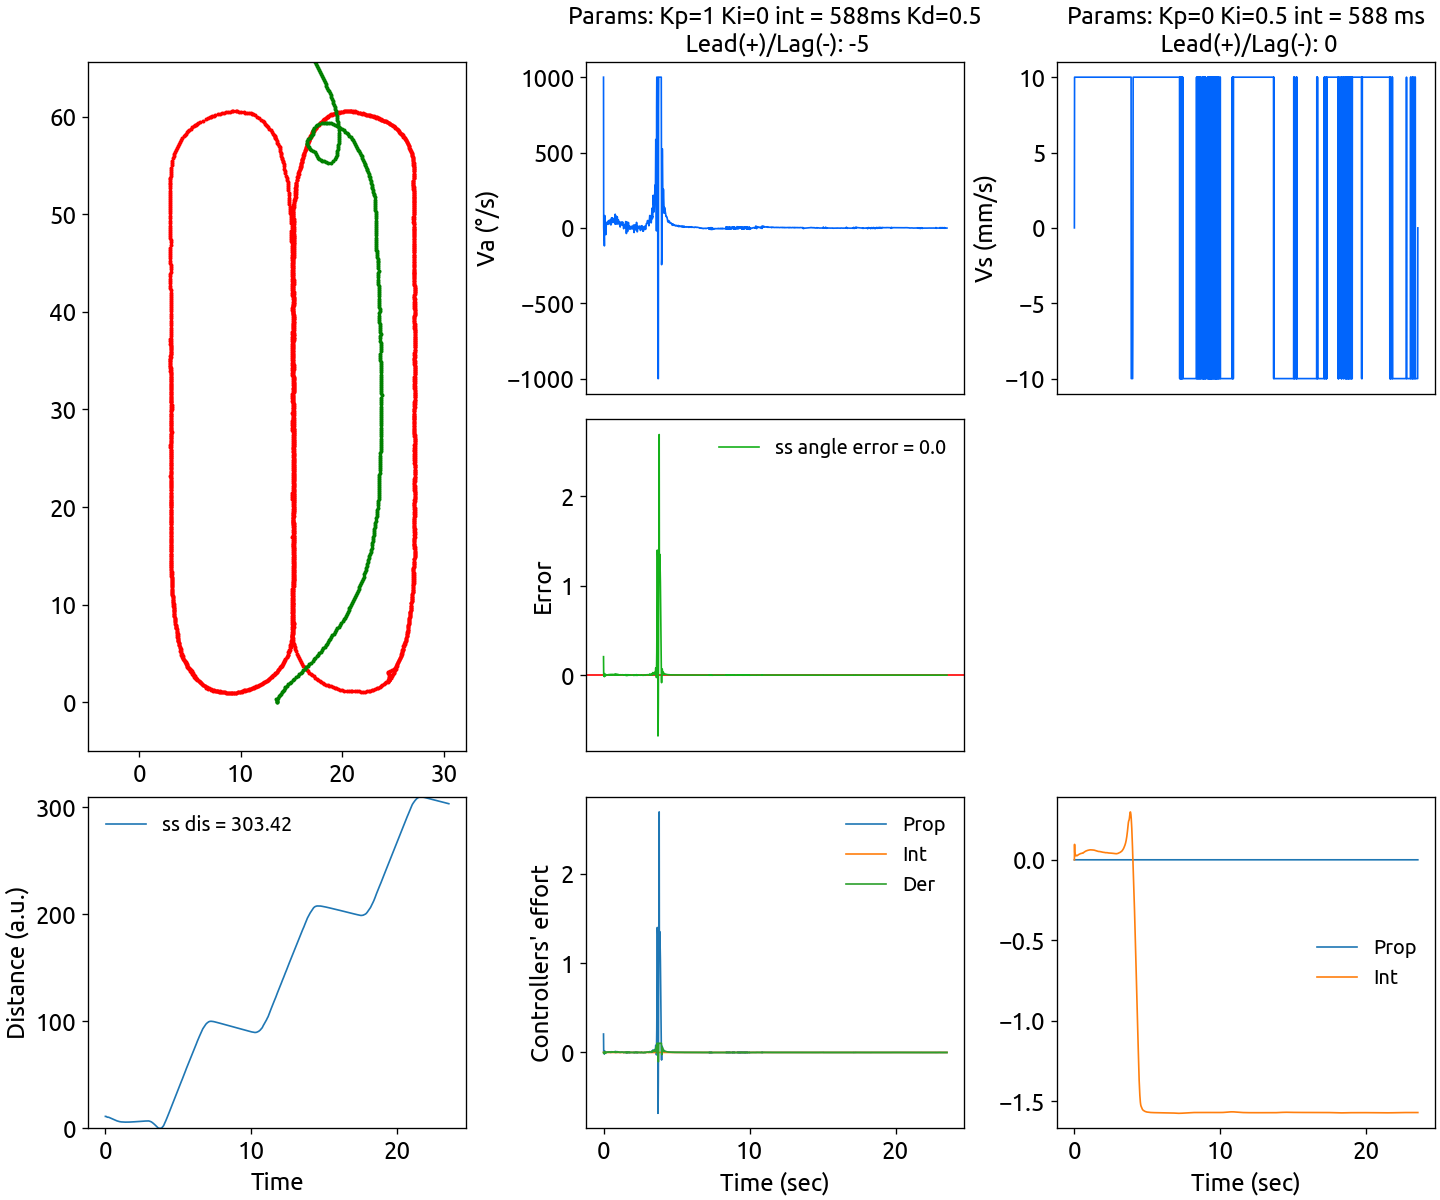 Params: Kp=1 Ki=0 int = 588ms Kd=0.5
Lead(+)/Lag(-): -5
Params: Kp=0 Ki=0.5 int = 588 ms
Lead(+)/Lag(-): 0
60
50
40
30
20
10
0
0 10 20 30
Va (°/s)
1000
500
0
−500
−1000
Vs (mm/s)
10
5
0
−5
−10
Error
2
1
0
ss angle error = 0.0
Distance (a.u.)
300
200
100
0
ss dis = 303.42
0 10 20
Time
Controllers' effort
2
1
0
Prop
Int
Der
0 10 20
Time (sec)
0.0
−0.5
−1.0
−1.5
Prop
Int
0 10 20
Time (sec)